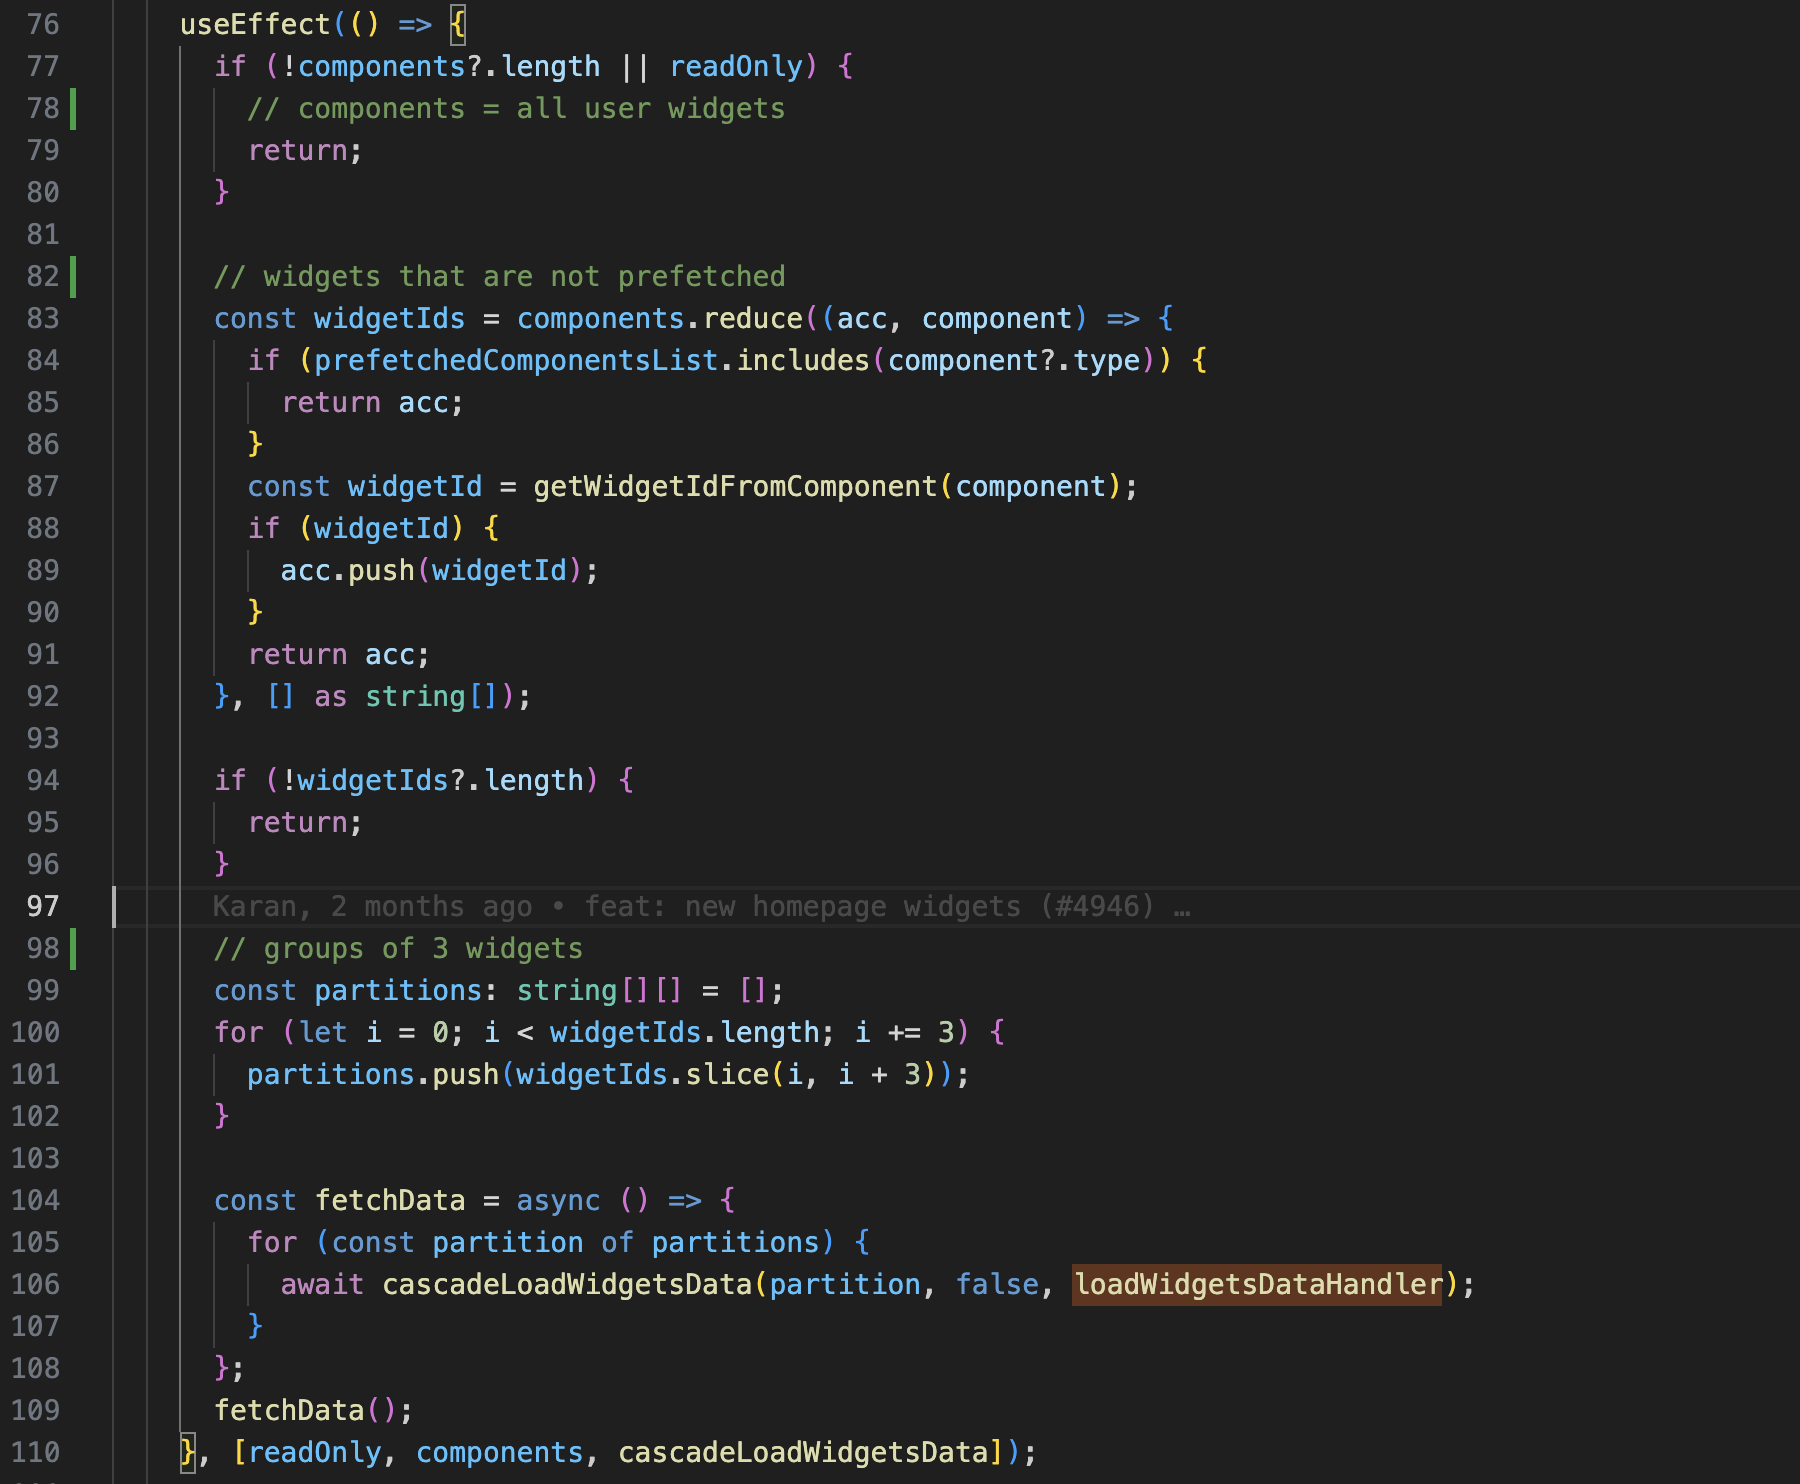 76 useEffect(() => {
77 if (!components?.length || readOnly) {
78 // components = all user widgets
79 return;
80 }
81
82 // widgets that are not prefetched
83 const widgetIds = components.reduce((acc, component) => {
84 if (prefetchedComponentsList.includes(component?.type)) {
85 return acc;
86 }
87 const widgetId = getWidgetIdFromComponent(component);
88 if (widgetId) {
89 acc.push(widgetId);
90 }
91 return acc;
92 }, [] as string[]);
93
94 if (!widgetIds?.length) {
95 return;
96 }
97 Karan, 2 months ago • feat: new homepage widgets (#4946) …
98 // groups of 3 widgets
99 const partitions: string[][] = [];
100 for (let i = 0; i < widgetIds.length; i += 3) {
101 partitions.push(widgetIds.slice(i, i + 3));
102 }
103
104 const fetchData = async () => {
105 for (const partition of partitions) {
106 await cascadeLoadWidgetsData(partition, false, loadWidgetsDataHandler);
107 }
108 };
109 fetchData();
110 }, [readOnly, components, cascadeLoadWidgetsData]);